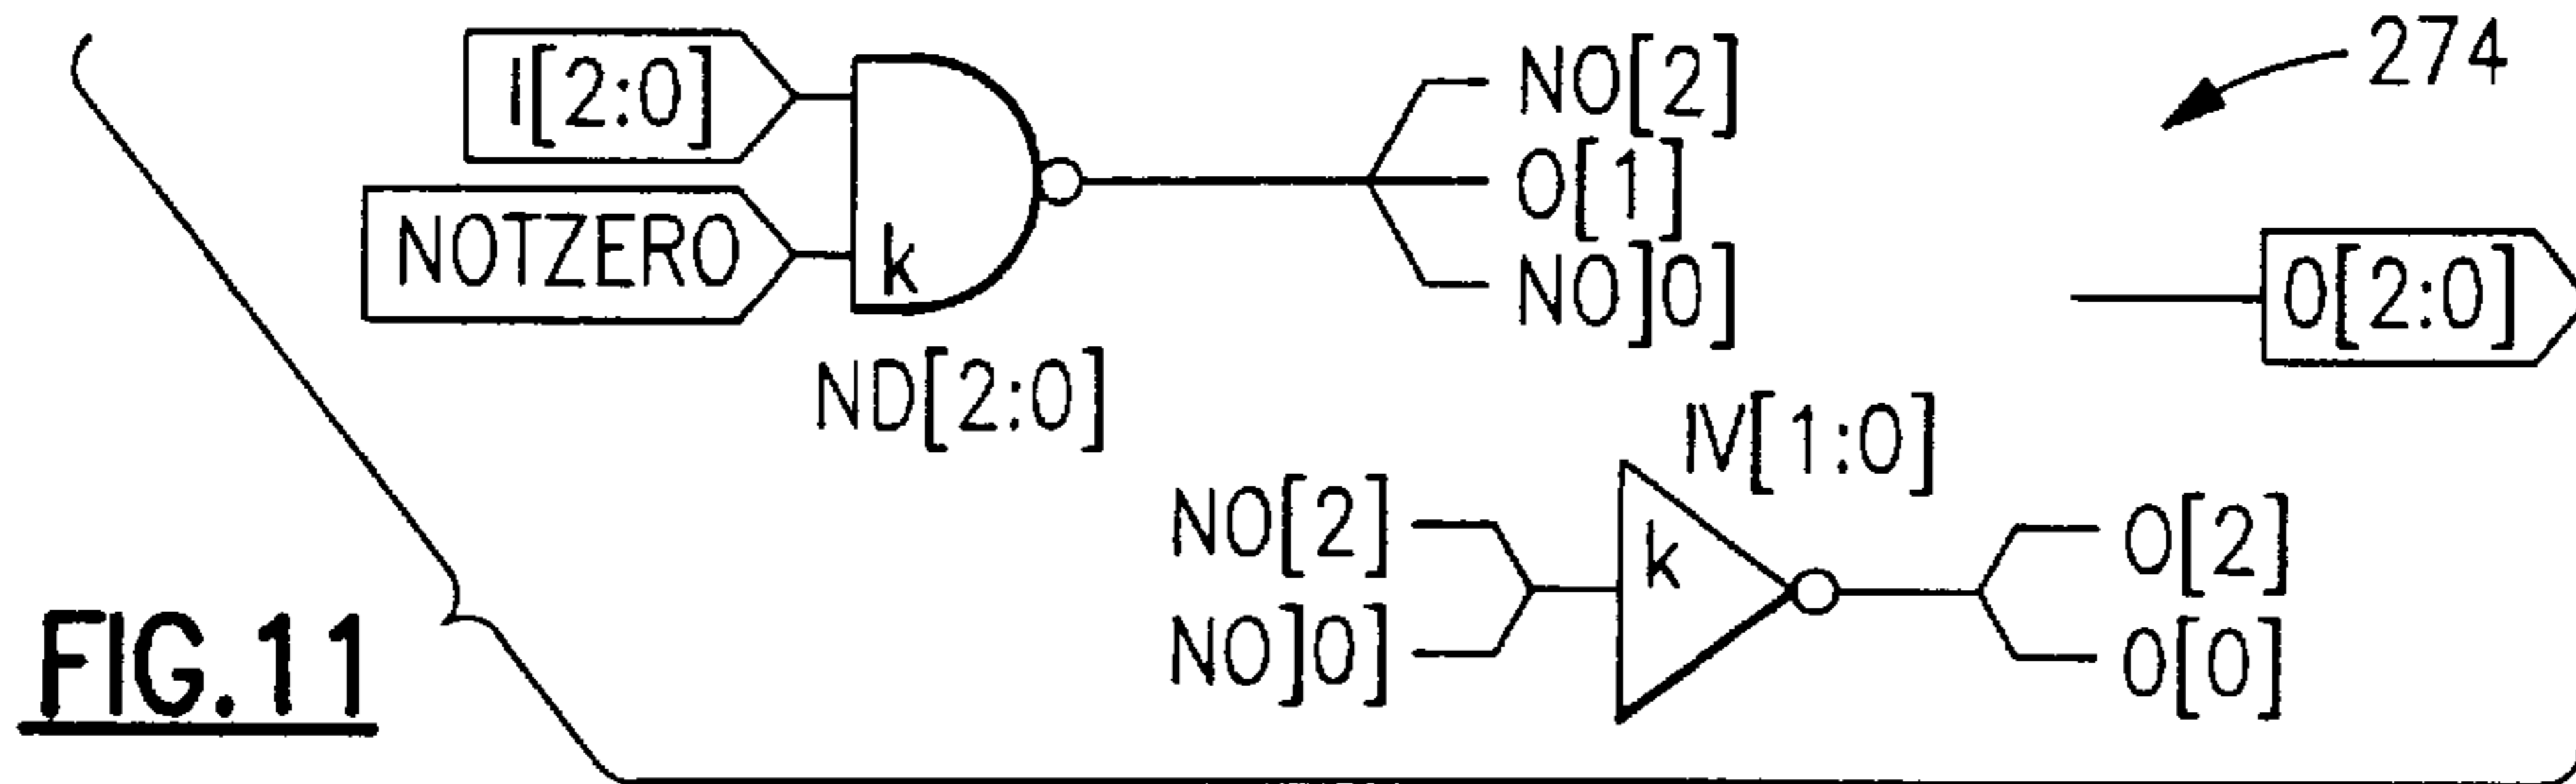 I[2:0]
NOTZERO
k
ND[2:0]
NO[2]
O[1]
NO]0]
274
O[2:0]
IV[1:0]
NO[2]
NO]0]
k
O[2]
O[0]
FIG.11